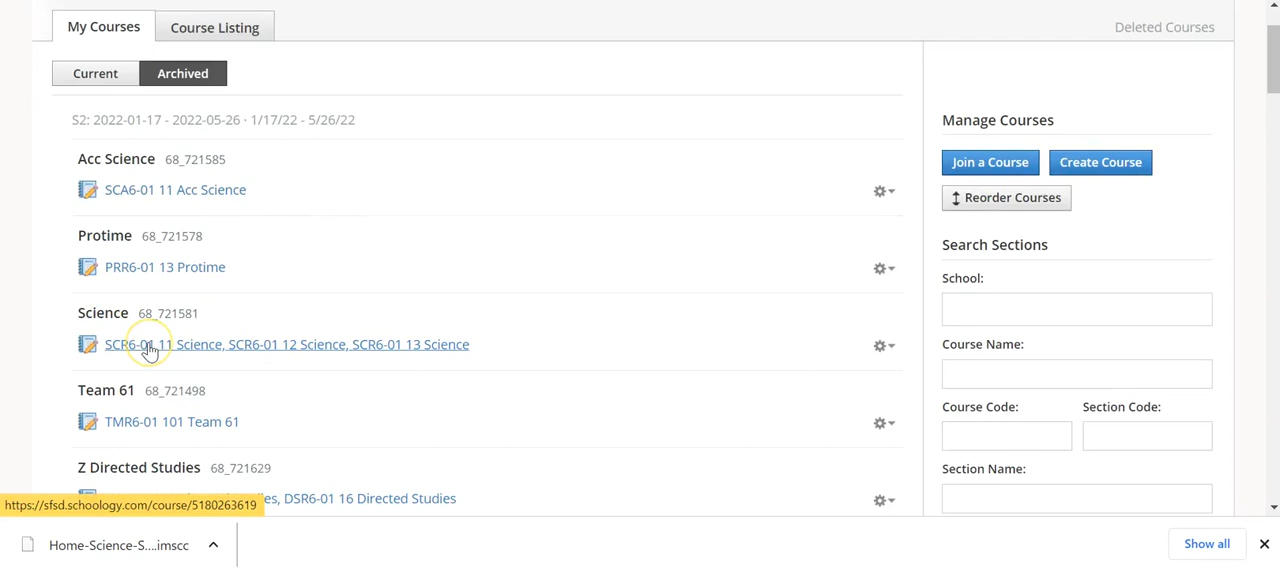 My Courses
Course Listing
Deleted Courses
Current
Archived
S2: 2022-01-17 - 2022-05-26 · 1/17/22 - 5/26/22
Acc Science 68_721585
SCA6-01 11 Acc Science
Protime 68_721578
PRR6-01 13 Protime
Science 68_721581
SCR6-01 11 Science, SCR6-01 12 Science, SCR6-01 13 Science
Team 61 68_721498
TMR6-01 101 Team 61
Z Directed Studies 68_721629
DSR6-01 16 Directed Studies
https://sfsd.schoology.com/course/5180263619
Manage Courses
Join a Course
Create Course
Reorder Courses
Search Sections
School:
Course Name:
Course Code:
Section Code:
Section Name:
Home-Science-S....imscc
Show all